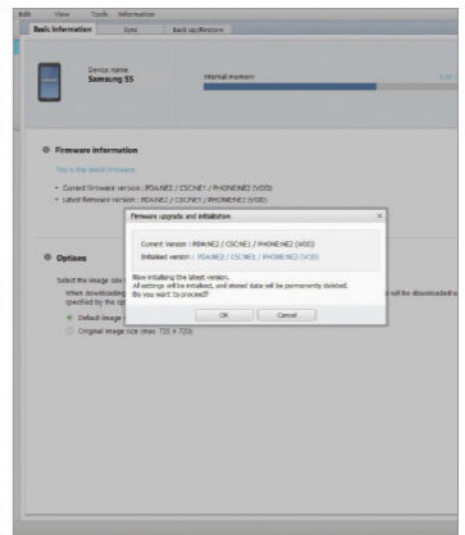 Edit View Tools Information
Basic information Sync Back up/Restore
Device name:
Samsung S5
Internal memory
Firmware information
This is the latest firmware.
• Current firmware version : PDA:NE2 / CSC:NE1 / PHONE:NE2 (VOD)
• Latest firmware version : PDA:NE2 / CSC:NE1 / PHONE:NE2 (VOD)
Firmware upgrade and initialisation
Current Version : PDA:NE2 / CSC:NE1 / PHONE:NE2 (VOD)
Initialised version : PDA:NE2 / CSC:NE1 / PHONE:NE2 (VOD)
Now initialising the latest version.
All settings will be initialised, and stored data will be permanently deleted.
Do you want to proceed?
OK Cancel
Options
Select the image size
When downloading will be downloaded
specified by the
Default image
Original image size (max. 720 X 720)